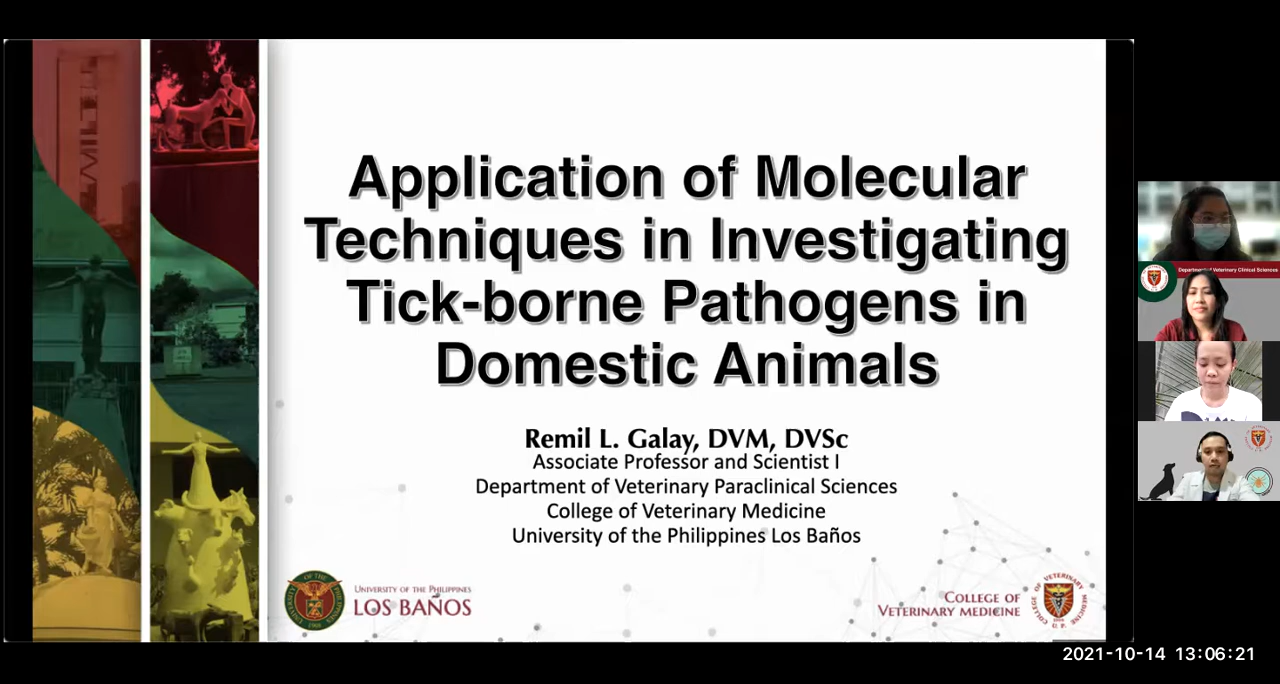 Application of Molecular
Techniques in Investigating
Tick-borne Pathogens in
Domestic Animals
Remil L. Galay, DVM, DVSc
Associate Professor and Scientist I
Department of Veterinary Paraclinical Sciences
College of Veterinary Medicine
University of the Philippines Los Baños
UNIVERSITY OF THE PHILIPPINES
LOS BAÑOS
COLLEGE OF
VETERINARY MEDICINE
Department of Veterinary Clinical Sciences
2021-10-14 13:06:21